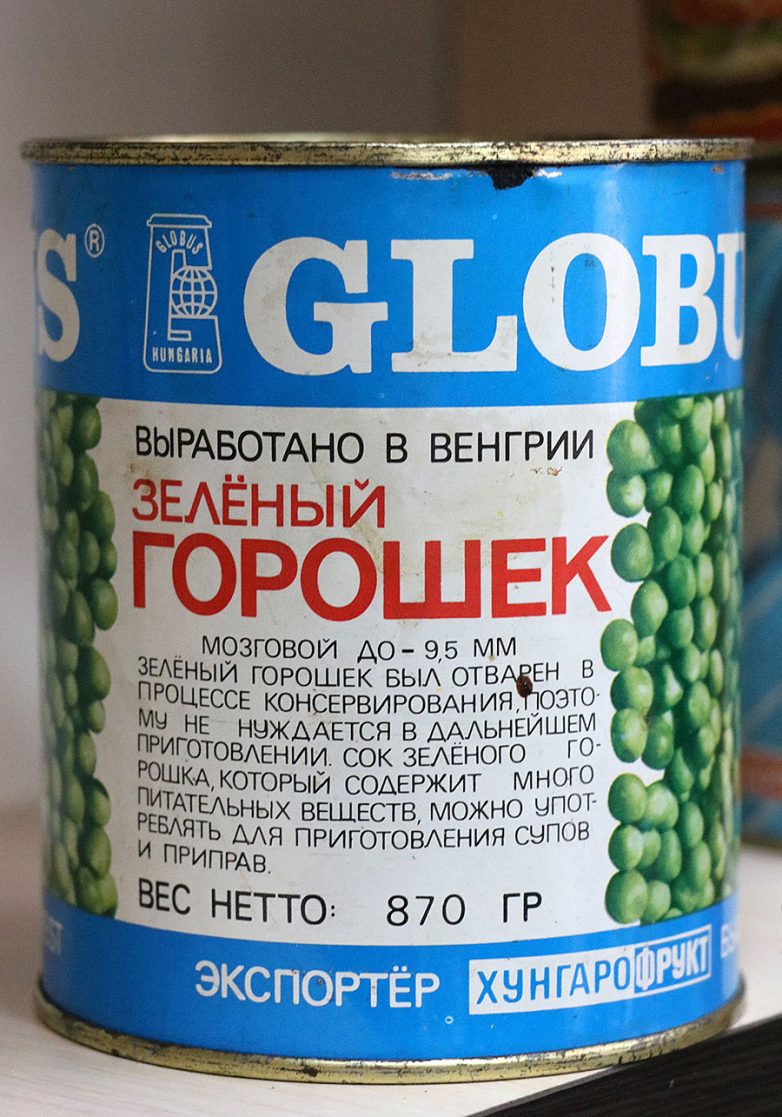 S® GLOBUS HUNGARIA GLOBU
ВЫРАБОТАНО В ВЕНГРИИ
ЗЕЛЁНЫЙ
ГОРОШЕК
МОЗГОВОЙ ДО – 9,5 ММ
ЗЕЛЁНЫЙ ГОРОШЕК БЫЛ ОТВАРЕН В
ПРОЦЕССЕ КОНСЕРВИРОВАНИЯ, ПОЭТО-
МУ НЕ НУЖДАЕТСЯ В ДАЛЬНЕЙШЕМ
ПРИГОТОВЛЕНИИ. СОК ЗЕЛЁНОГО ГО-
РОШКА, КОТОРЫЙ СОДЕРЖИТ МНОГО
ПИТАТЕЛЬНЫХ ВЕЩЕСТВ, МОЖНО УПОТ-
РЕБЛЯТЬ ДЛЯ ПРИГОТОВЛЕНИЯ СУПОВ
И ПРИПРАВ.
ВЕС НЕТТО: 870 ГР
ЭКСПОРТЁР ХУНГАРОФРУКТ